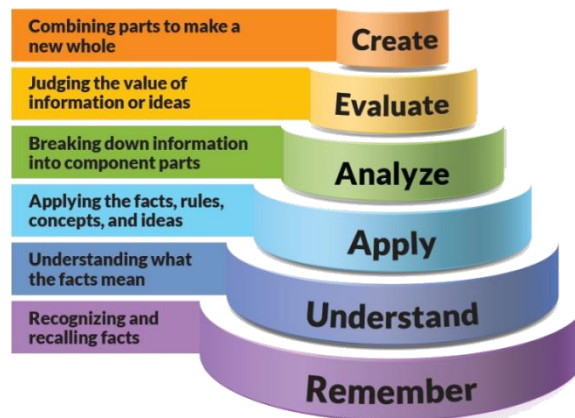 Combining parts to make a
new whole
Create
Judging the value of
information or ideas
Evaluate
Breaking down information
into component parts
Analyze
Applying the facts, rules,
concepts, and ideas
Apply
Understanding what
the facts mean
Understand
Recognizing and
recalling facts
Remember